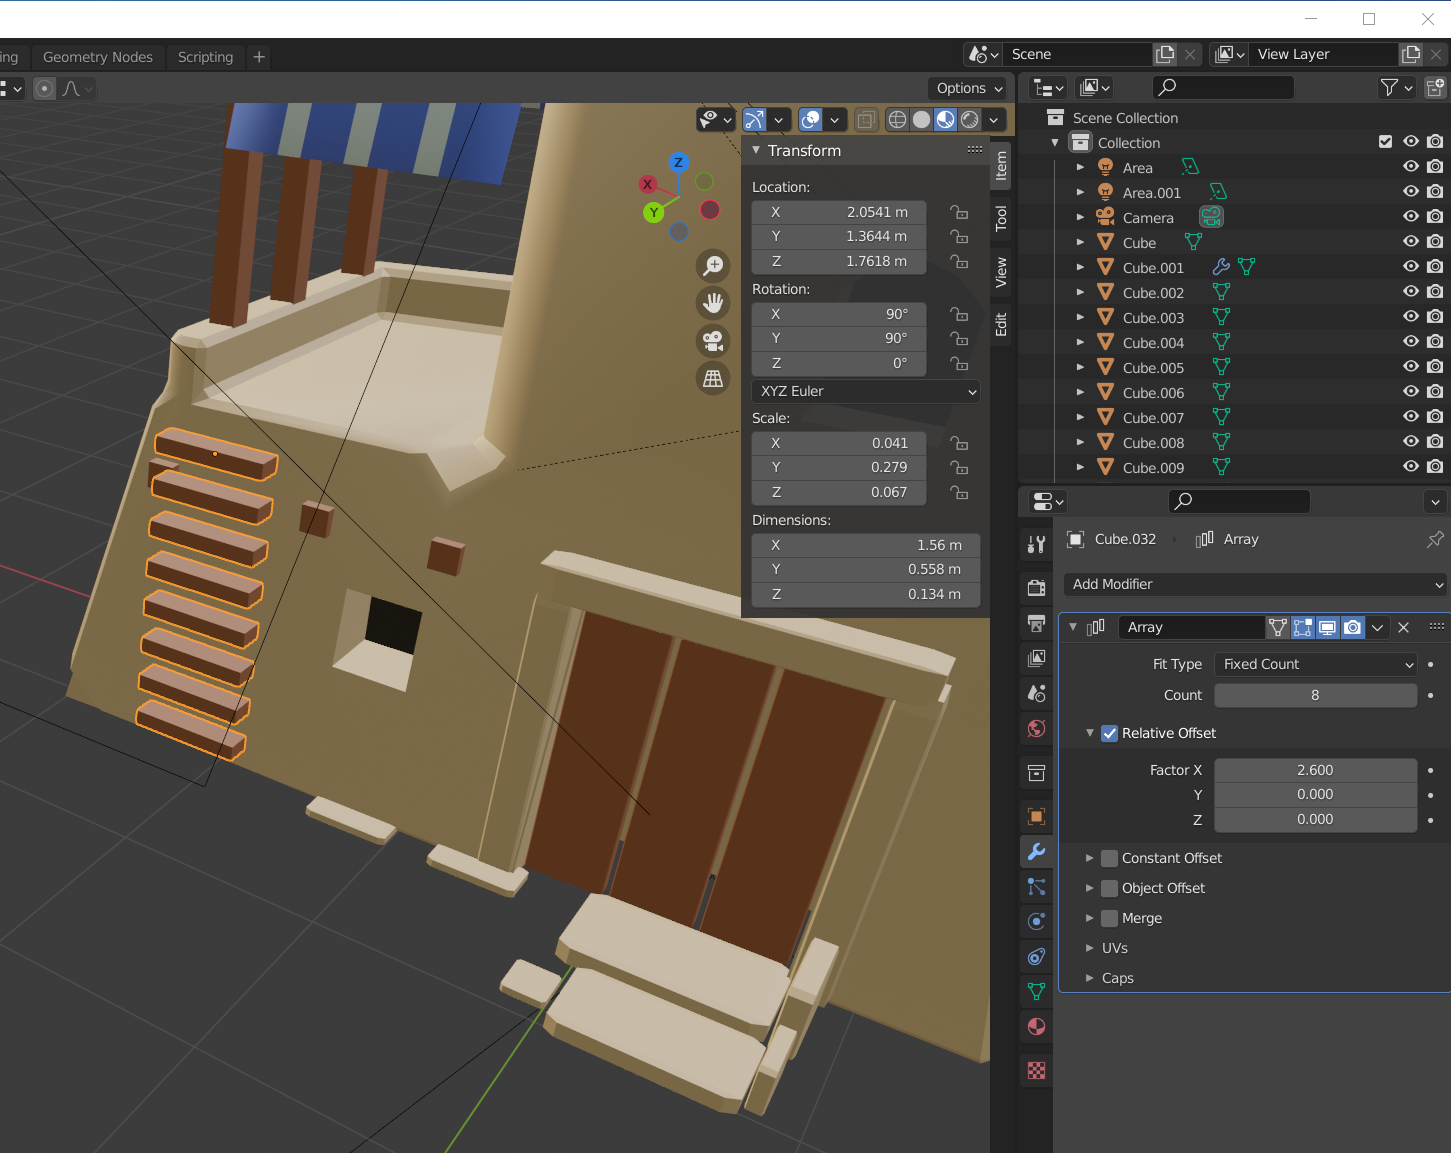 ing Geometry Nodes Scripting + Scene View Layer
Options
Transform
Location:
X 2.0541 m
Y 1.3644 m
Z 1.7618 m
Rotation:
X 90°
Y 90°
Z 0°
XYZ Euler
Scale:
X 0.041
Y 0.279
Z 0.067
Dimensions:
X 1.56 m
Y 0.558 m
Z 0.134 m
Item
Tool
View
Edit
Z
X
Y
Scene Collection
Collection
Area
Area.001
Camera
Cube
Cube.001
Cube.002
Cube.003
Cube.004
Cube.005
Cube.006
Cube.007
Cube.008
Cube.009
Cube.032 Array
Add Modifier
Array
Fit Type Fixed Count
Count 8
Relative Offset
Factor X 2.600
Y 0.000
Z 0.000
Constant Offset
Object Offset
Merge
UVs
Caps